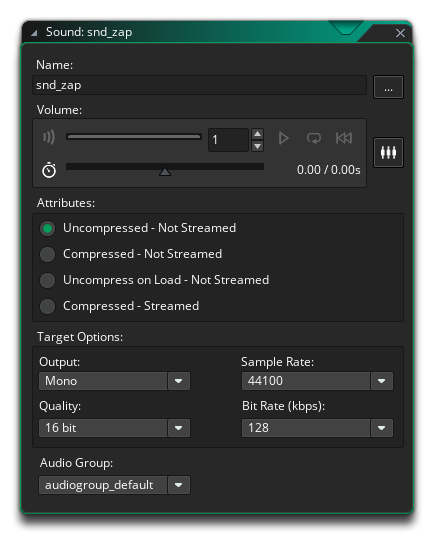 Sound: snd_zap
Name:
snd_zap
...
Volume:
1
0.00 / 0.00s
Attributes:
Uncompressed - Not Streamed
Compressed - Not Streamed
Uncompress on Load - Not Streamed
Compressed - Streamed
Target Options:
Output: Sample Rate:
Mono 44100
Quality: Bit Rate (kbps):
16 bit 128
Audio Group:
audiogroup_default